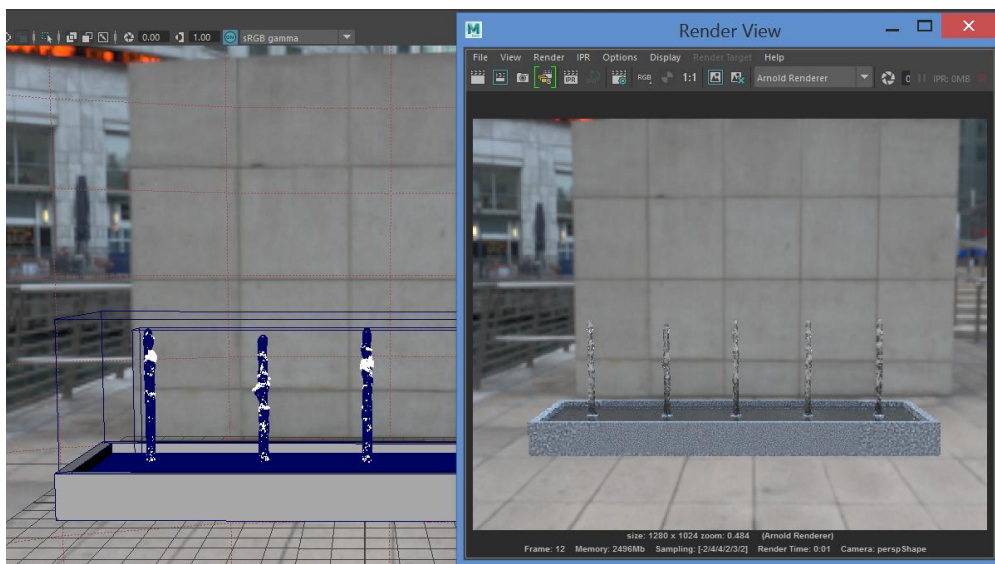 Render View
0.00 1.00 sRGB gamma
File View Render IPR Options Display Render Target Help
RGB 1:1 Arnold Renderer IPR: 0MB
size: 1280 x 1024 zoom: 0.484 (Arnold Renderer)
Frame: 12 Memory: 2496Mb Sampling: [-2/4/4/2/3/2] Render Time: 0:01 Camera: perspShape